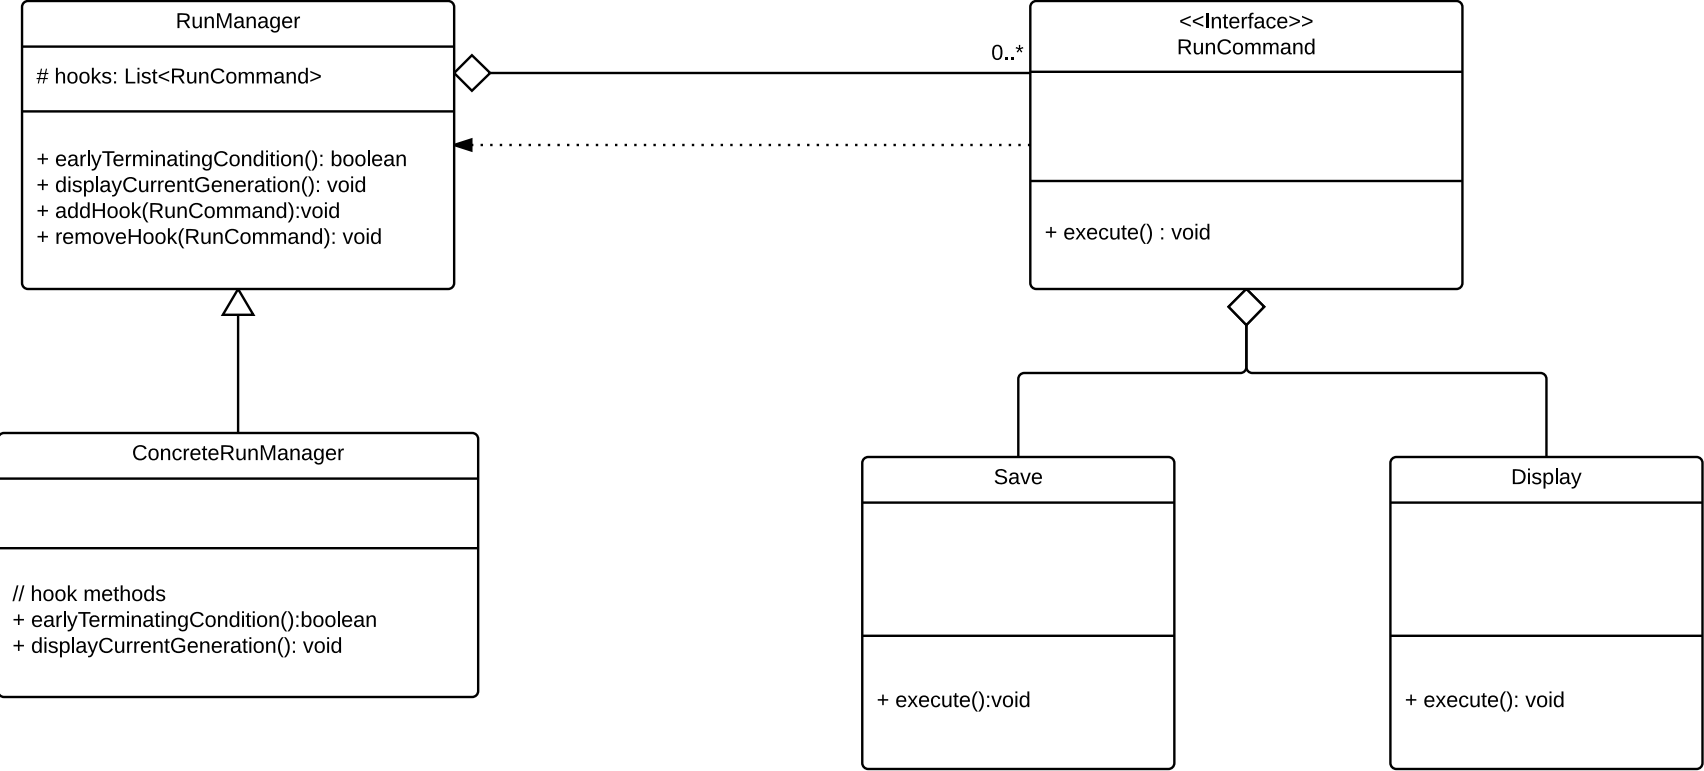 RunManager
# hooks: List<RunCommand>
+ earlyTerminatingCondition(): boolean
+ displayCurrentGeneration(): void
+ addHook(RunCommand):void
+ removeHook(RunCommand): void
0..*
<<Interface>>
RunCommand
+ execute() : void
ConcreteRunManager
// hook methods
+ earlyTerminatingCondition():boolean
+ displayCurrentGeneration(): void
Save
+ execute():void
Display
+ execute(): void